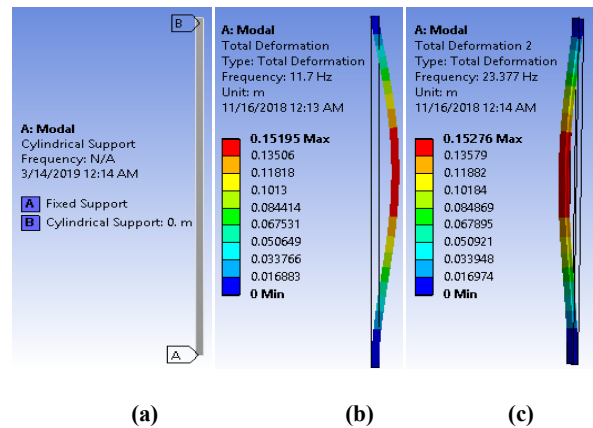 B
A: Modal
Cylindrical Support
Frequency: N/A
3/14/2019 12:14 AM
A Fixed Support
B Cylindrical Support: 0. m
A
A: Modal
Total Deformation
Type: Total Deformation
Frequency: 11.7 Hz
Unit: m
11/16/2018 12:13 AM
0.15195 Max
0.13506
0.11818
0.1013
0.084414
0.067531
0.050649
0.033766
0.016883
0 Min
A: Modal
Total Deformation 2
Type: Total Deformation
Frequency: 23.377 Hz
Unit: m
11/16/2018 12:14 AM
0.15276 Max
0.13579
0.11882
0.10184
0.084869
0.067895
0.050921
0.033948
0.016974
0 Min
(a) (b) (c)